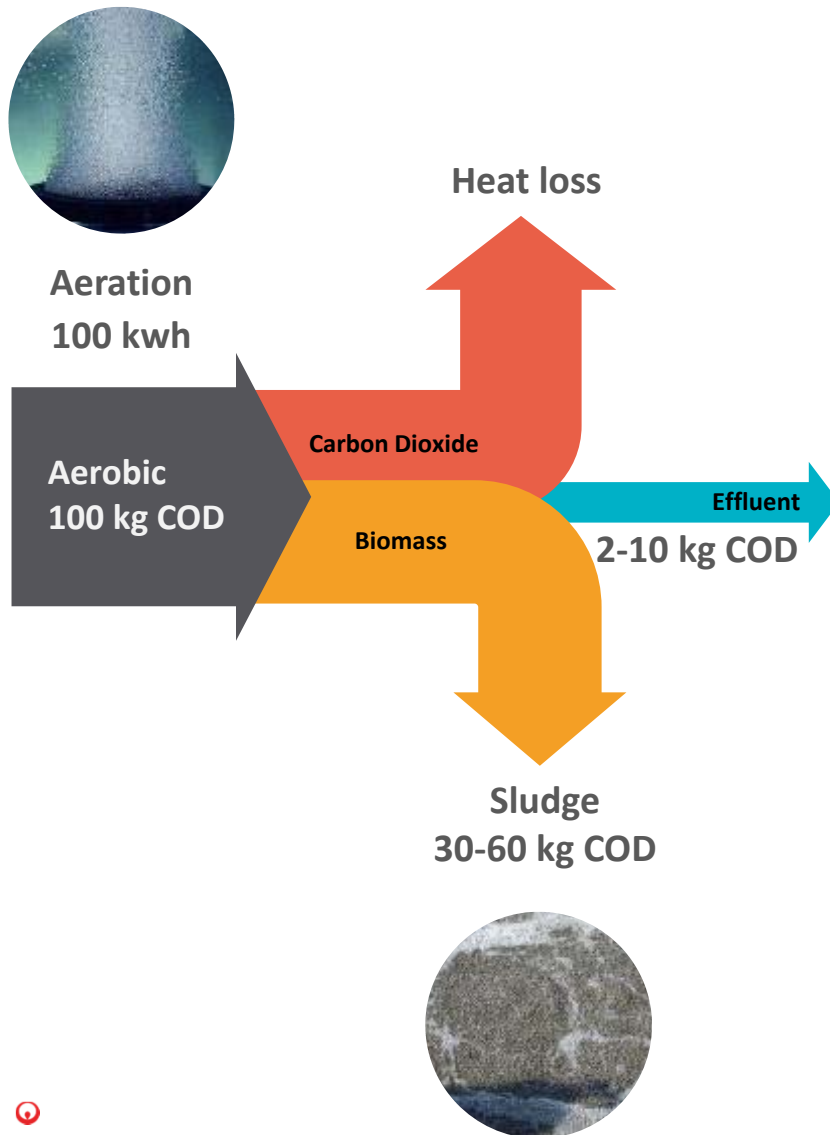 Heat loss
Aeration
100 kwh
Carbon Dioxide
Aerobic
100 kg COD
Effluent
Biomass
2-10 kg COD
Sludge
30-60 kg COD